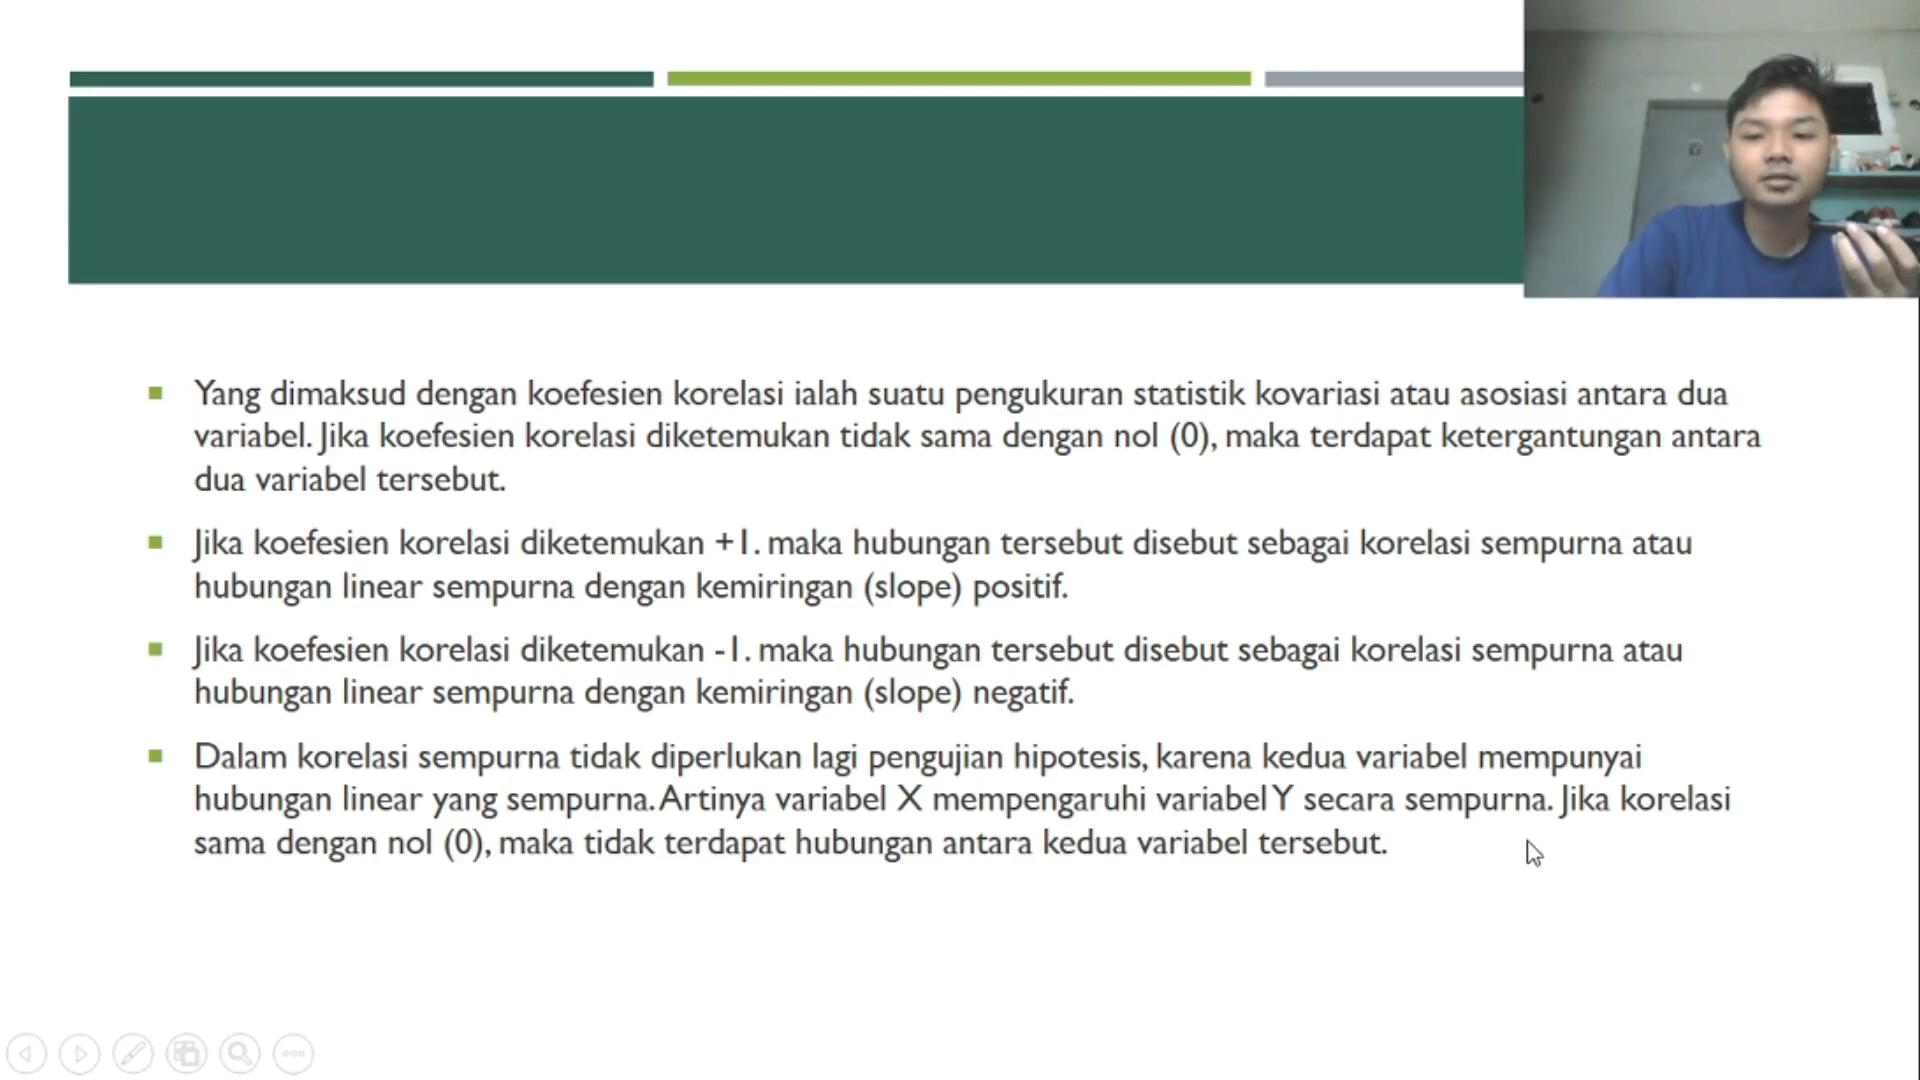 Yang dimaksud dengan koefesien korelasi ialah suatu pengukuran statistik kovariasi atau asosiasi antara dua
variabel. Jika koefesien korelasi diketemukan tidak sama dengan nol (0), maka terdapat ketergantungan antara
dua variabel tersebut.
Jika koefesien korelasi diketemukan +1. maka hubungan tersebut disebut sebagai korelasi sempurna atau
hubungan linear sempurna dengan kemiringan (slope) positif.
Jika koefesien korelasi diketemukan -1. maka hubungan tersebut disebut sebagai korelasi sempurna atau
hubungan linear sempurna dengan kemiringan (slope) negatif.
Dalam korelasi sempurna tidak diperlukan lagi pengujian hipotesis, karena kedua variabel mempunyai
hubungan linear yang sempurna. Artinya variabel X mempengaruhi variabel Y secara sempurna. Jika korelasi
sama dengan nol (0), maka tidak terdapat hubungan antara kedua variabel tersebut.